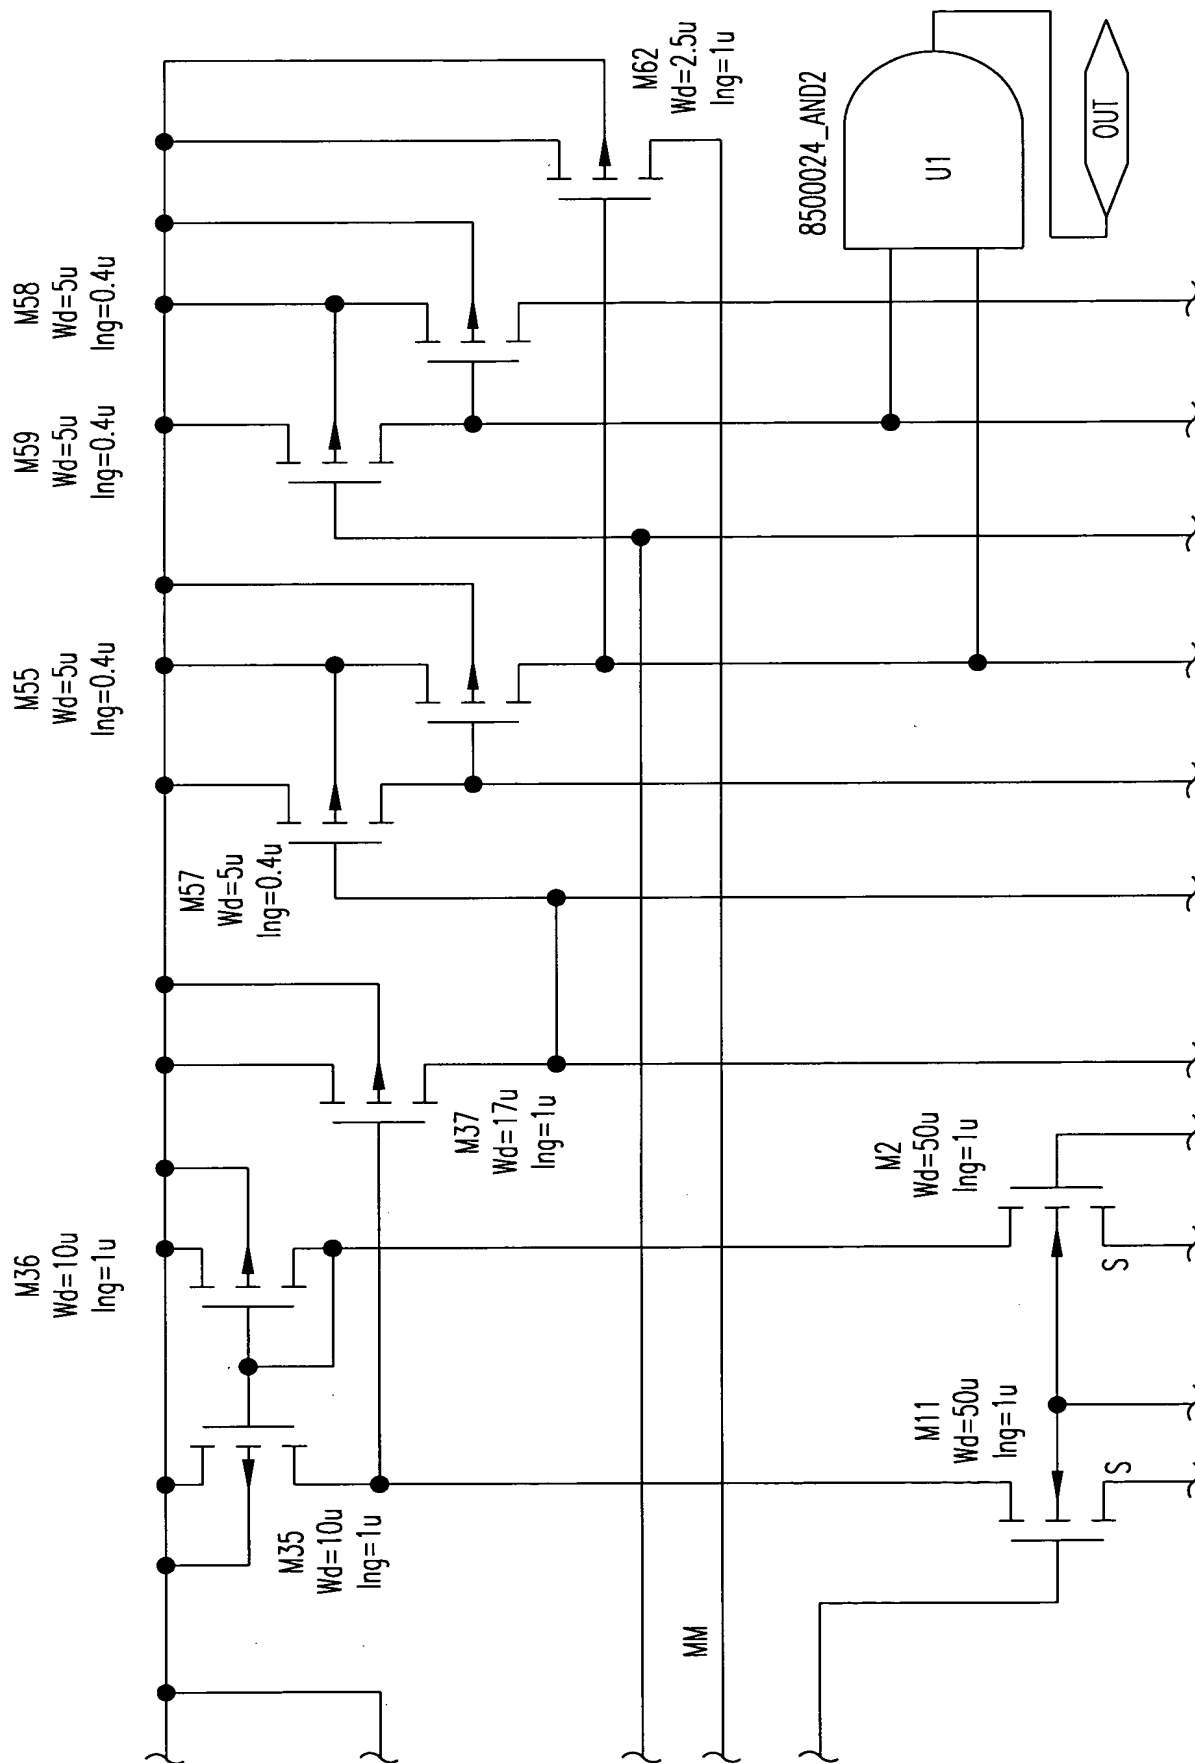 M36
Wd=10u
lng=1u
M35
Wd=10u
lng=1u
M37
Wd=17u
lng=1u
M57
Wd=5u
lng=0.4u
M55
Wd=5u
lng=0.4u
M59
Wd=5u
lng=0.4u
M58
Wd=5u
lng=0.4u
M62
Wd=2.5u
lng=1u
MM
M11
Wd=50u
lng=1u
S
M2
Wd=50u
lng=1u
S
8500024_AND2
U1
OUT